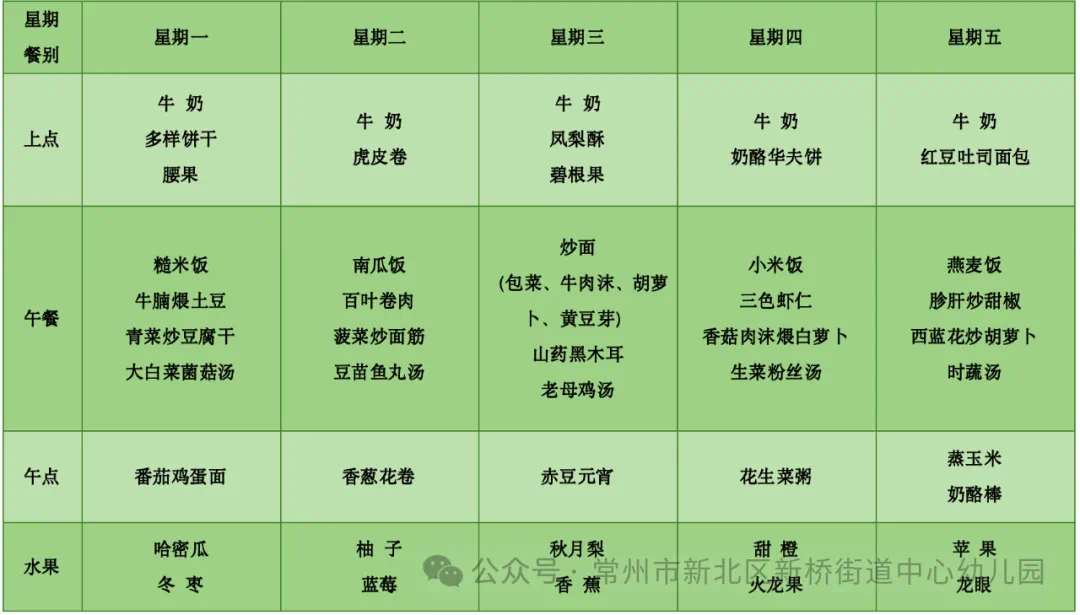 星期
餐别
星期一
星期二
星期三
星期四
星期五
上点
牛 奶
多样饼干
腰果
牛 奶
虎皮卷
牛 奶
凤梨酥
碧根果
牛 奶
奶酪华夫饼
牛 奶
红豆吐司面包
午餐
糙米饭
牛腩煨土豆
青菜炒豆腐干
大白菜菌菇汤
南瓜饭
百叶卷肉
菠菜炒面筋
豆苗鱼丸汤
炒面
(包菜、牛肉沫、胡萝
卜、黄豆芽)
山药黑木耳
老母鸡汤
小米饭
三色虾仁
香菇肉沫煨白萝卜
生菜粉丝汤
燕麦饭
胗肝炒甜椒
西蓝花炒胡萝卜
时蔬汤
午点
番茄鸡蛋面
香葱花卷
赤豆元宵
花生菜粥
蒸玉米
奶酪棒
水果
哈密瓜
冬 枣
柚 子
蓝莓
秋月梨
香 蕉
甜 橙
火龙果
苹 果
龙眼
公众号·常州市新北区新桥街道中心幼儿园